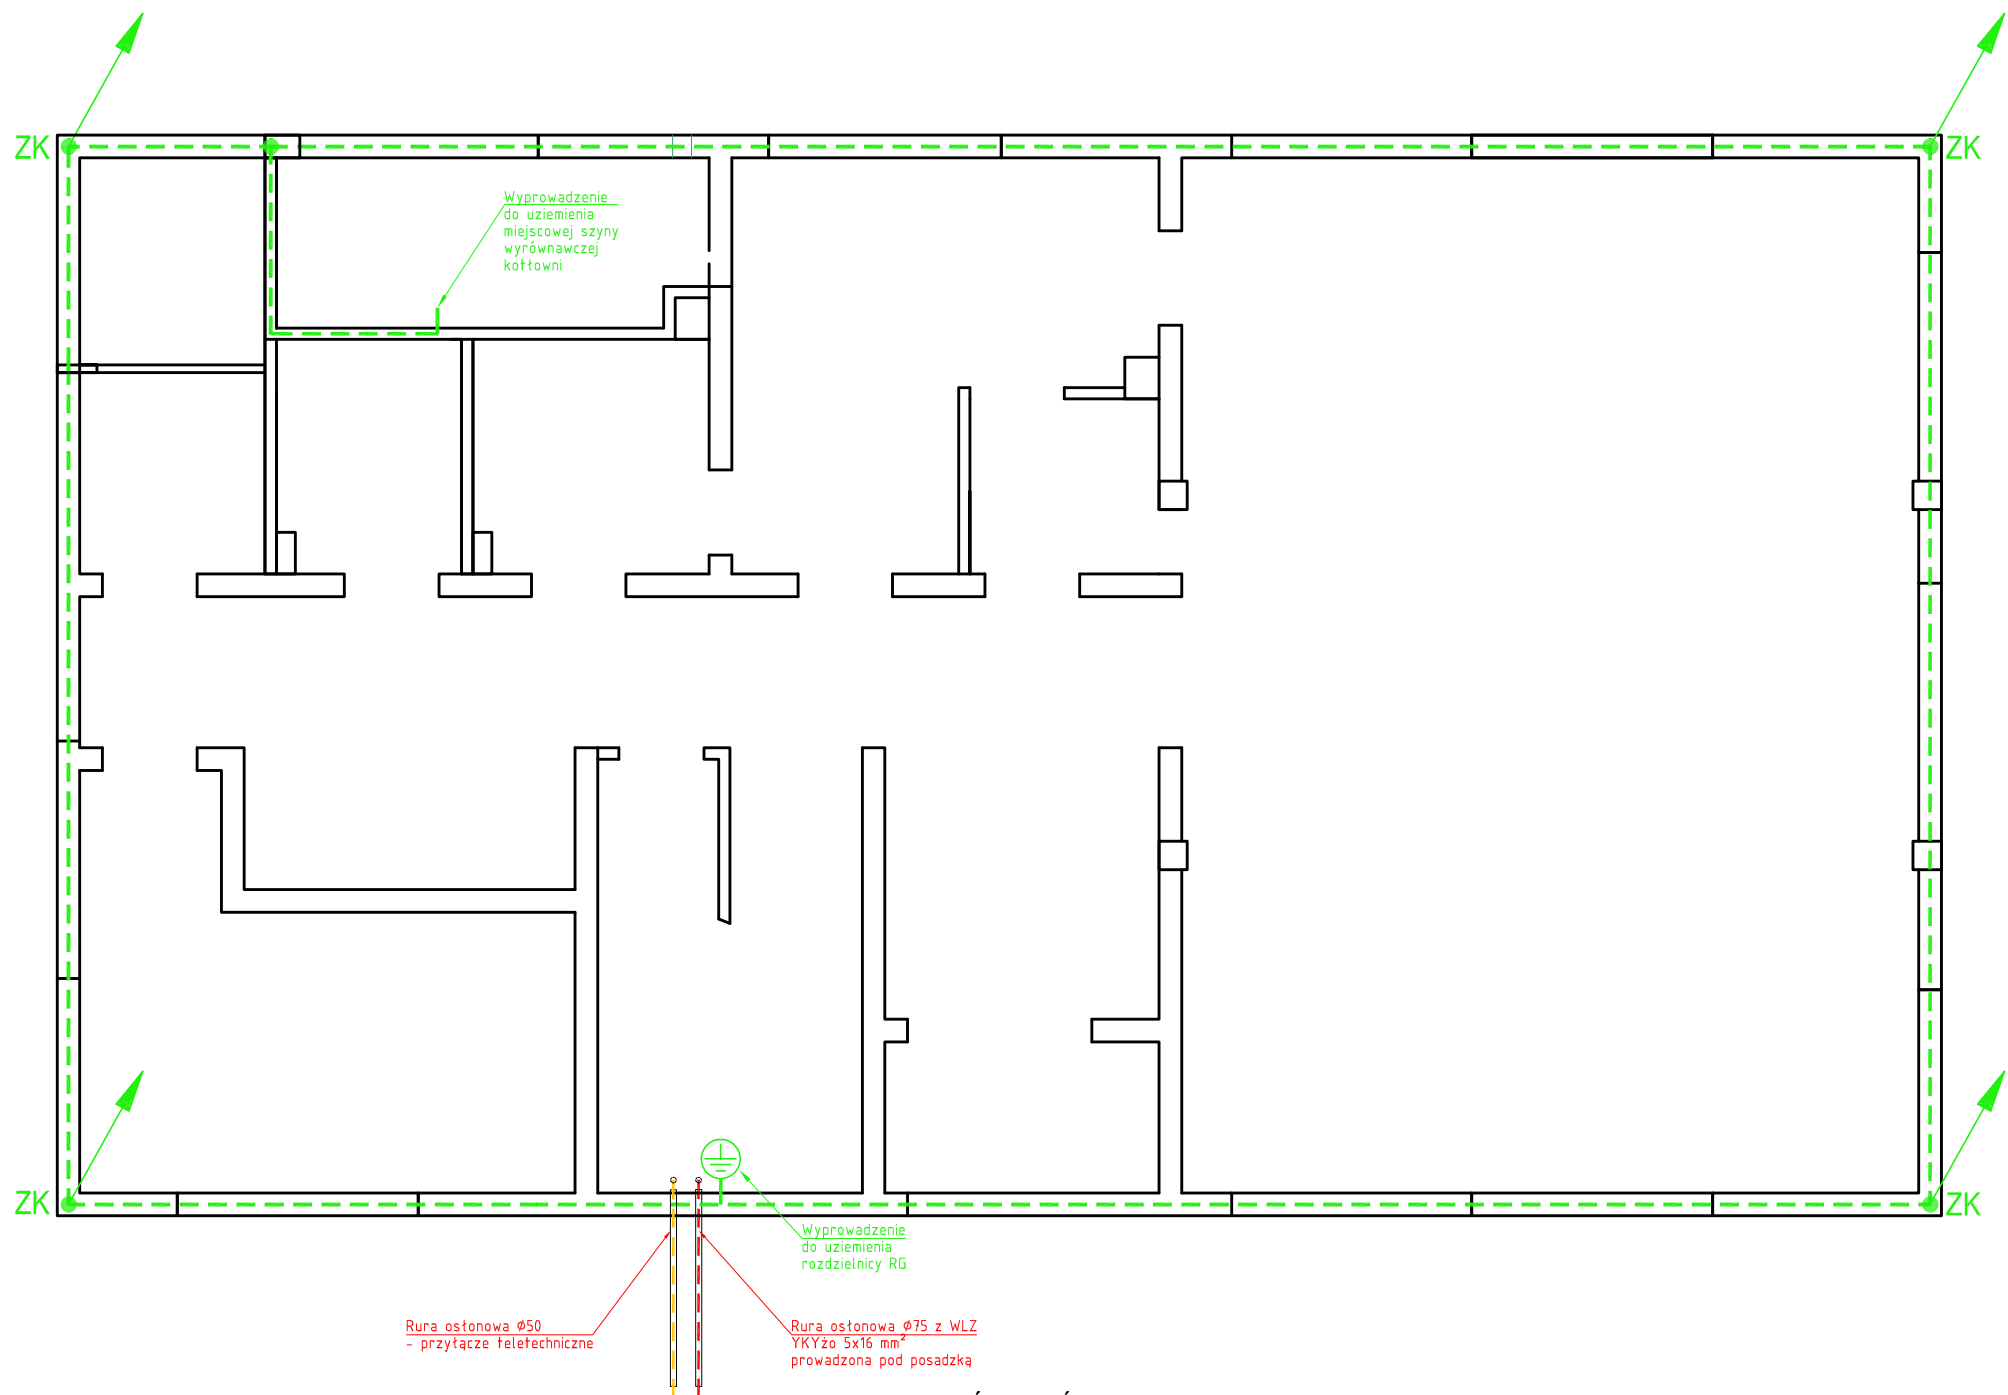 ZK
ZK
Wyprowadzenie
do uziemienia
miejscowej szyny
wyrównawczej
kotłowni
ZK
ZK
Wyprowadzenie
do uziemienia
rozdzielnicy RG
Rura osłonowa Ø50
- przyłącze teletechniczne
Rura osłonowa Ø75 z WLZ
YKYżo 5x16 mm²
prowadzona pod posadzką